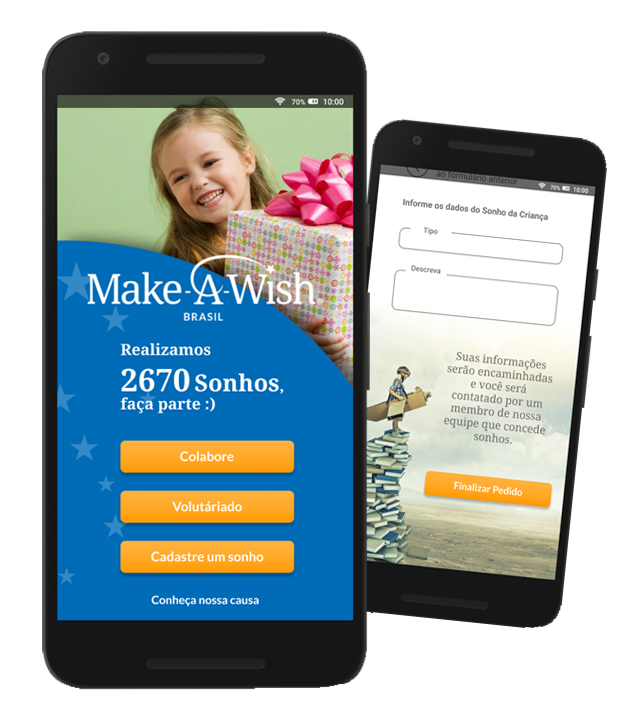 70% 10:00
Make-A-Wish
BRASIL
Realizamos
2670 Sonhos,
faça parte :)
Colabore
Volutáriado
Cadastre um sonho
Conheça nossa causa
ao formulário anterior
70% 10:00
Informe os dados do Sonho da Criança
Tipo
Descreva
Suas informações
serão encaminhadas
e você será
contatado por um
membro de nossa
equipe que concede
sonhos.
Finalizar Pedido